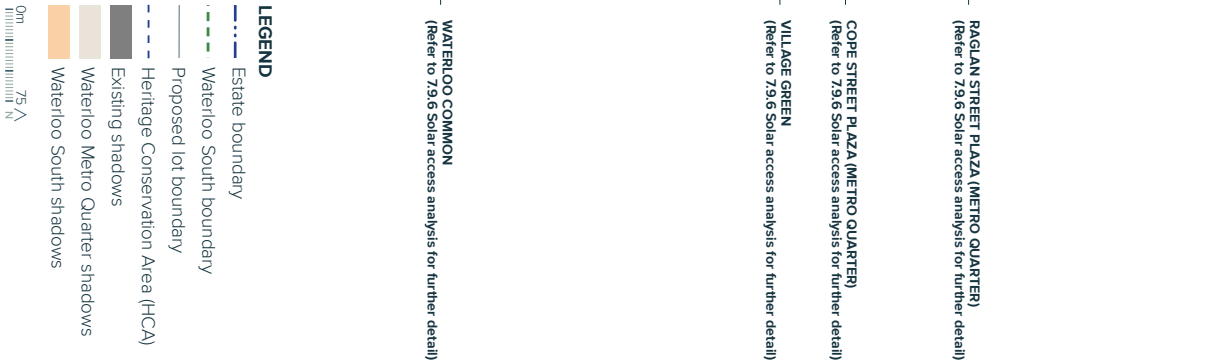 RAGLAN STREET PLAZA (METRO QUARTER)
(Refer to 7.9.6 Solar access analysis for further detail)
COPE STREET PLAZA (METRO QUARTER)
(Refer to 7.9.6 Solar access analysis for further detail)
VILLAGE GREEN
(Refer to 7.9.6 Solar access analysis for further detail)
WATERLOO COMMON
(Refer to 7.9.6 Solar access analysis for further detail)
LEGEND
Estate boundary
Waterloo South boundary
Proposed lot boundary
Heritage Conservation Area (HCA)
Existing shadows
Waterloo Metro Quarter shadows
Waterloo South shadows
0m 75 N